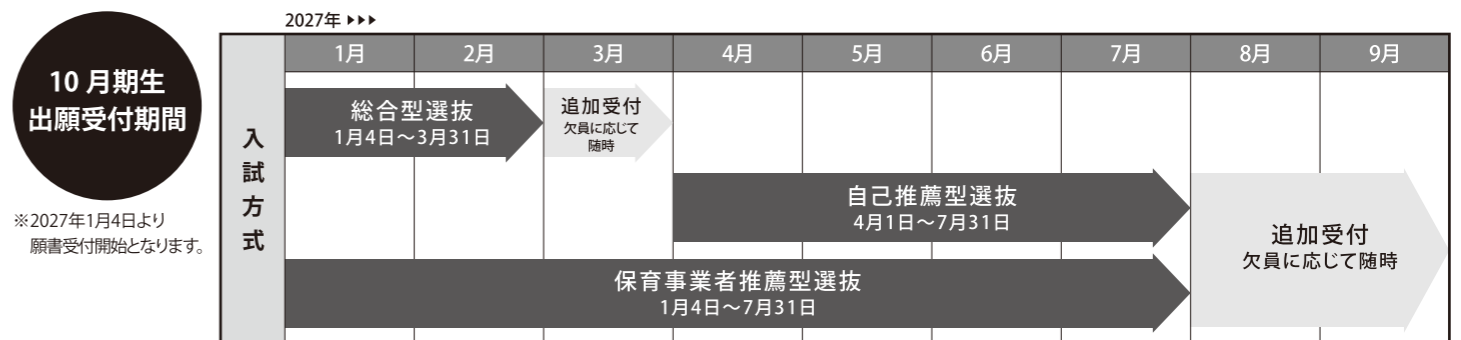 10月期生
出願受付期間
※2027年1月4日より
願書受付開始となります。
2027年 ▶▶▶
入試方式
1月 2月 3月 4月 5月 6月 7月 8月 9月
総合型選抜
1月4日～3月31日
追加受付
欠員に応じて
随時
自己推薦型選抜
4月1日～7月31日
追加受付
欠員に応じて随時
保育事業者推薦型選抜
1月4日～7月31日